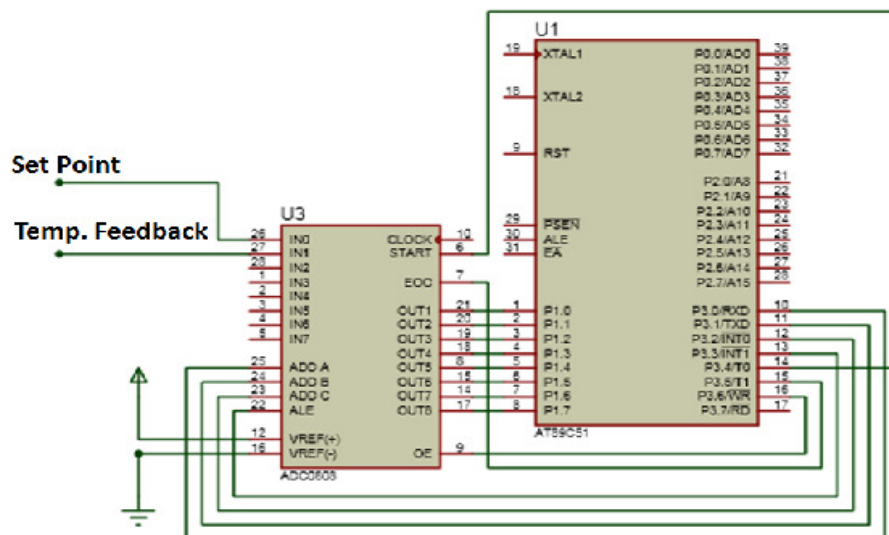 U1
19 XTAL1
18 XTAL2
9 RST
29 PSEN
30 ALE
31 EA
1 P1.0
2 P1.1
3 P1.2
4 P1.3
5 P1.4
6 P1.5
7 P1.6
8 P1.7
P0.0/AD0 39
P0.1/AD1 38
P0.2/AD2 37
P0.3/AD3 36
P0.4/AD4 35
P0.5/AD5 34
P0.6/AD6 33
P0.7/AD7 32
P2.0/A8 21
P2.1/A9 22
P2.2/A10 23
P2.3/A11 24
P2.4/A12 25
P2.5/A13 26
P2.6/A14 27
P2.7/A15 28
P3.0/RXD 10
P3.1/TXD 11
P3.2/INT0 12
P3.3/INT1 13
P3.4/T0 14
P3.5/T1 15
P3.6/WR 16
P3.7/RD 17
AT89C51
Set Point
Temp. Feedback
U3
26 IN0
27 IN1
28 IN2
1 IN3
2 IN4
3 IN5
4 IN6
5 IN7
25 ADD A
24 ADD B
23 ADD C
22 ALE
12 VREF(+)
16 VREF(-)
CLOCK 10
START 6
EOC 7
OUT1 21
OUT2 20
OUT3 19
OUT4 18
OUT5 8
OUT6 15
OUT7 14
OUT8 17
OE 9
ADC0808